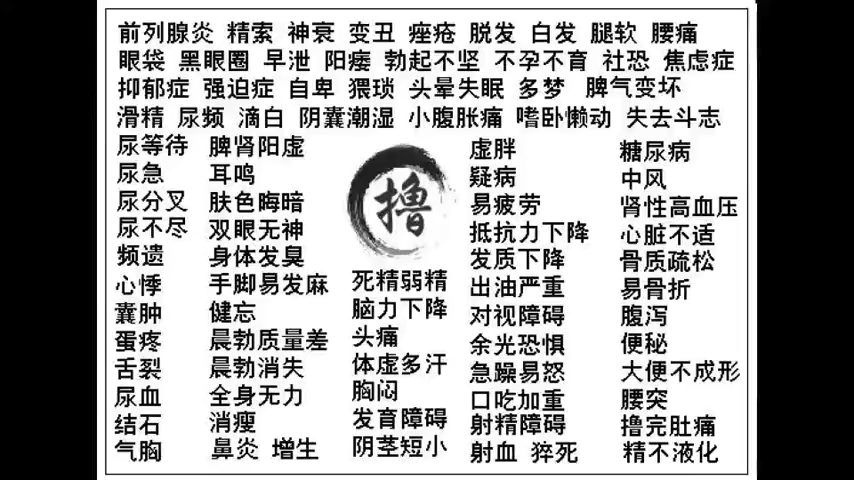 前列腺炎 精索 神衰 变丑 痤疮 脱发 白发 腿软 腰痛
眼袋 黑眼圈 早泄 阳痿 勃起不坚 不孕不育 社恐 焦虑症
抑郁症 强迫症 自卑 猥琐 头晕失眠 多梦 脾气变坏
滑精 尿频 滴白 阴囊潮湿 小腹胀痛 嗜卧懒动 失去斗志
尿等待
尿急
尿分叉
尿不尽
频遗
心悸
囊肿
蛋疼
舌裂
尿血
结石
气胸
脾肾阳虚
耳鸣
肤色晦暗
双眼无神
身体发臭
手脚易发麻
健忘
晨勃质量差
晨勃消失
全身无力
消瘦
鼻炎 增生
撸
死精弱精
脑力下降
头痛
体虚多汗
胸闷
发育障碍
阴茎短小
虚胖
疑病
易疲劳
抵抗力下降
发质下降
出油严重
对视障碍
余光恐惧
急躁易怒
口吃加重
射精障碍
射血 猝死
糖尿病
中风
肾性高血压
心脏不适
骨质疏松
易骨折
腹泻
便秘
大便不成形
腰突
撸完肚痛
精不液化